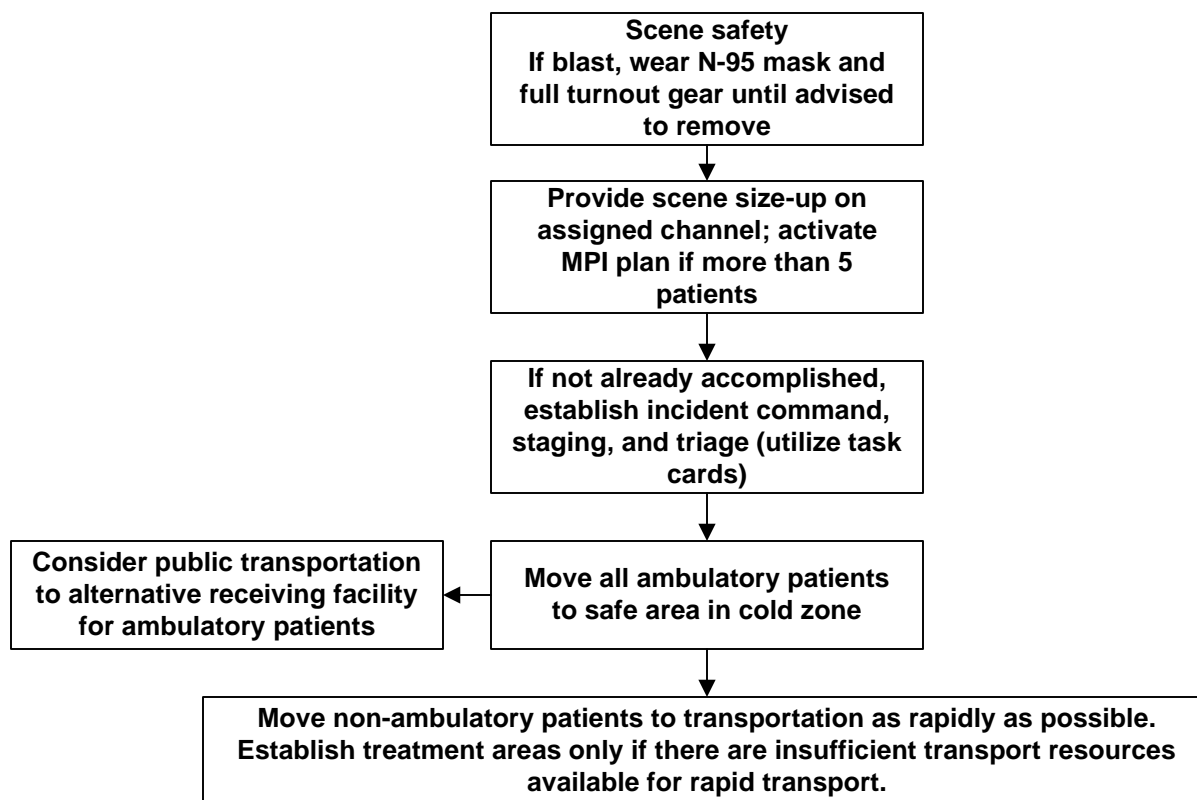 Scene safety
If blast, wear N-95 mask and
full turnout gear until advised
to remove
Provide scene size-up on
assigned channel; activate
MPI plan if more than 5
patients
If not already accomplished,
establish incident command,
staging, and triage (utilize task
cards)
Move all ambulatory patients
to safe area in cold zone
Consider public transportation
to alternative receiving facility
for ambulatory patients
Move non-ambulatory patients to transportation as rapidly as possible.
Establish treatment areas only if there are insufficient transport resources
available for rapid transport.